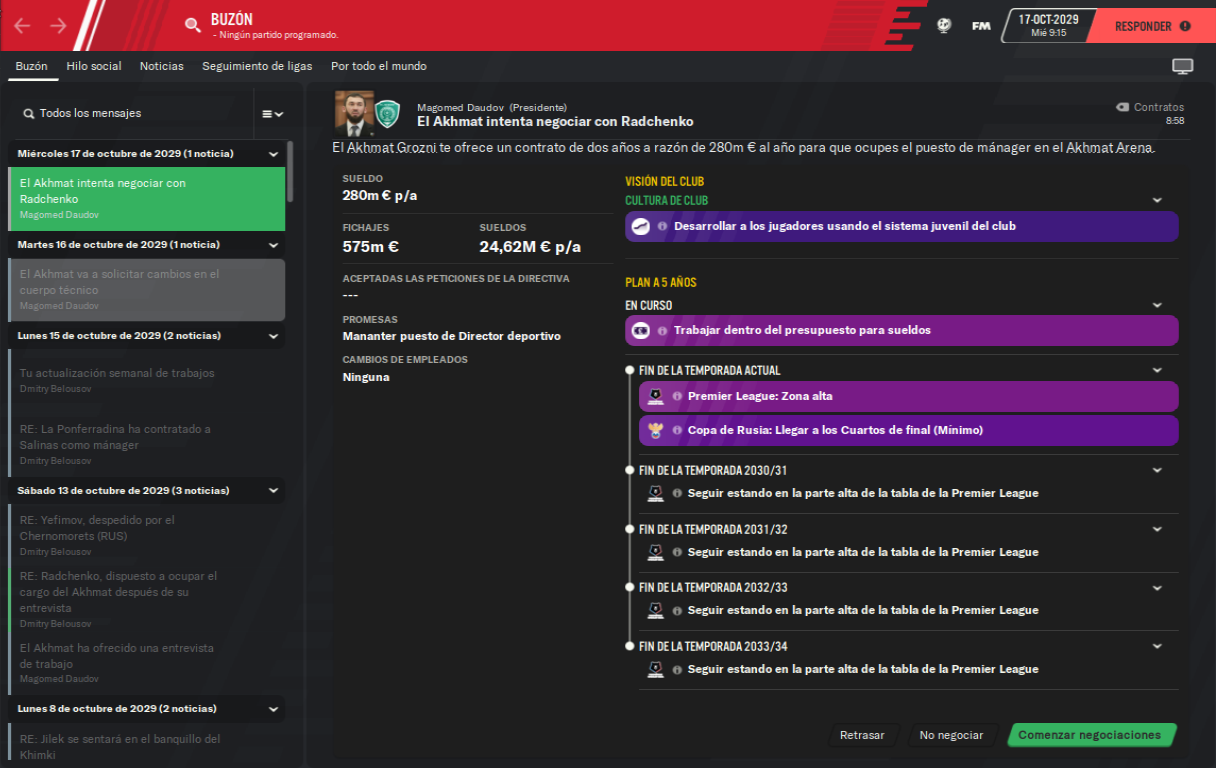 BUZÓN
- Ningún partido programado.
FM
17-OCT-2029
Mié 9:15
RESPONDER
Buzón
Hilo social
Noticias
Seguimiento de ligas
Por todo el mundo
Todos los mensajes
Miércoles 17 de octubre de 2029 (1 noticia)
El Akhmat intenta negociar con
Radchenko
Magomed Daudov
Martes 16 de octubre de 2029 (1 noticia)
El Akhmat va a solicitar cambios en el
cuerpo técnico
Magomed Daudov
Lunes 15 de octubre de 2029 (2 noticias)
Tu actualización semanal de trabajos
Dmitry Belousov
RE: La Ponferradina ha contratado a
Salinas como mánager
Dmitry Belousov
Sábado 13 de octubre de 2029 (3 noticias)
RE: Yefimov, despedido por el
Chernomorets (RUS)
Dmitry Belousov
RE: Radchenko, dispuesto a ocupar el
cargo del Akhmat después de su
entrevista
Dmitry Belousov
El Akhmat ha ofrecido una entrevista
de trabajo
Magomed Daudov
Lunes 8 de octubre de 2029 (2 noticias)
RE: Jílek se sentará en el banquillo del
Khimki
Magomed Daudov (Presidente)
El Akhmat intenta negociar con Radchenko
Contratos
8:58
El Akhmat Grozni te ofrece un contrato de dos años a razón de 280m € al año para que ocupes el puesto de mánager en el Akhmat Arena.
SUELDO
280m € p/a
FICHAJES
575m €
SUELDOS
24,62M € p/a
ACEPTADAS LAS PETICIONES DE LA DIRECTIVA
---
PROMESAS
Mananter puesto de Director deportivo
CAMBIOS DE EMPLEADOS
Ninguna
VISIÓN DEL CLUB
CULTURA DE CLUB
Desarrollar a los jugadores usando el sistema juvenil del club
PLAN A 5 AÑOS
EN CURSO
Trabajar dentro del presupuesto para sueldos
FIN DE LA TEMPORADA ACTUAL
Premier League: Zona alta
Copa de Rusia: Llegar a los Cuartos de final (Mínimo)
FIN DE LA TEMPORADA 2030/31
Seguir estando en la parte alta de la tabla de la Premier League
FIN DE LA TEMPORADA 2031/32
Seguir estando en la parte alta de la tabla de la Premier League
FIN DE LA TEMPORADA 2032/33
Seguir estando en la parte alta de la tabla de la Premier League
FIN DE LA TEMPORADA 2033/34
Seguir estando en la parte alta de la tabla de la Premier League
Retrasar
No negociar
Comenzar negociaciones